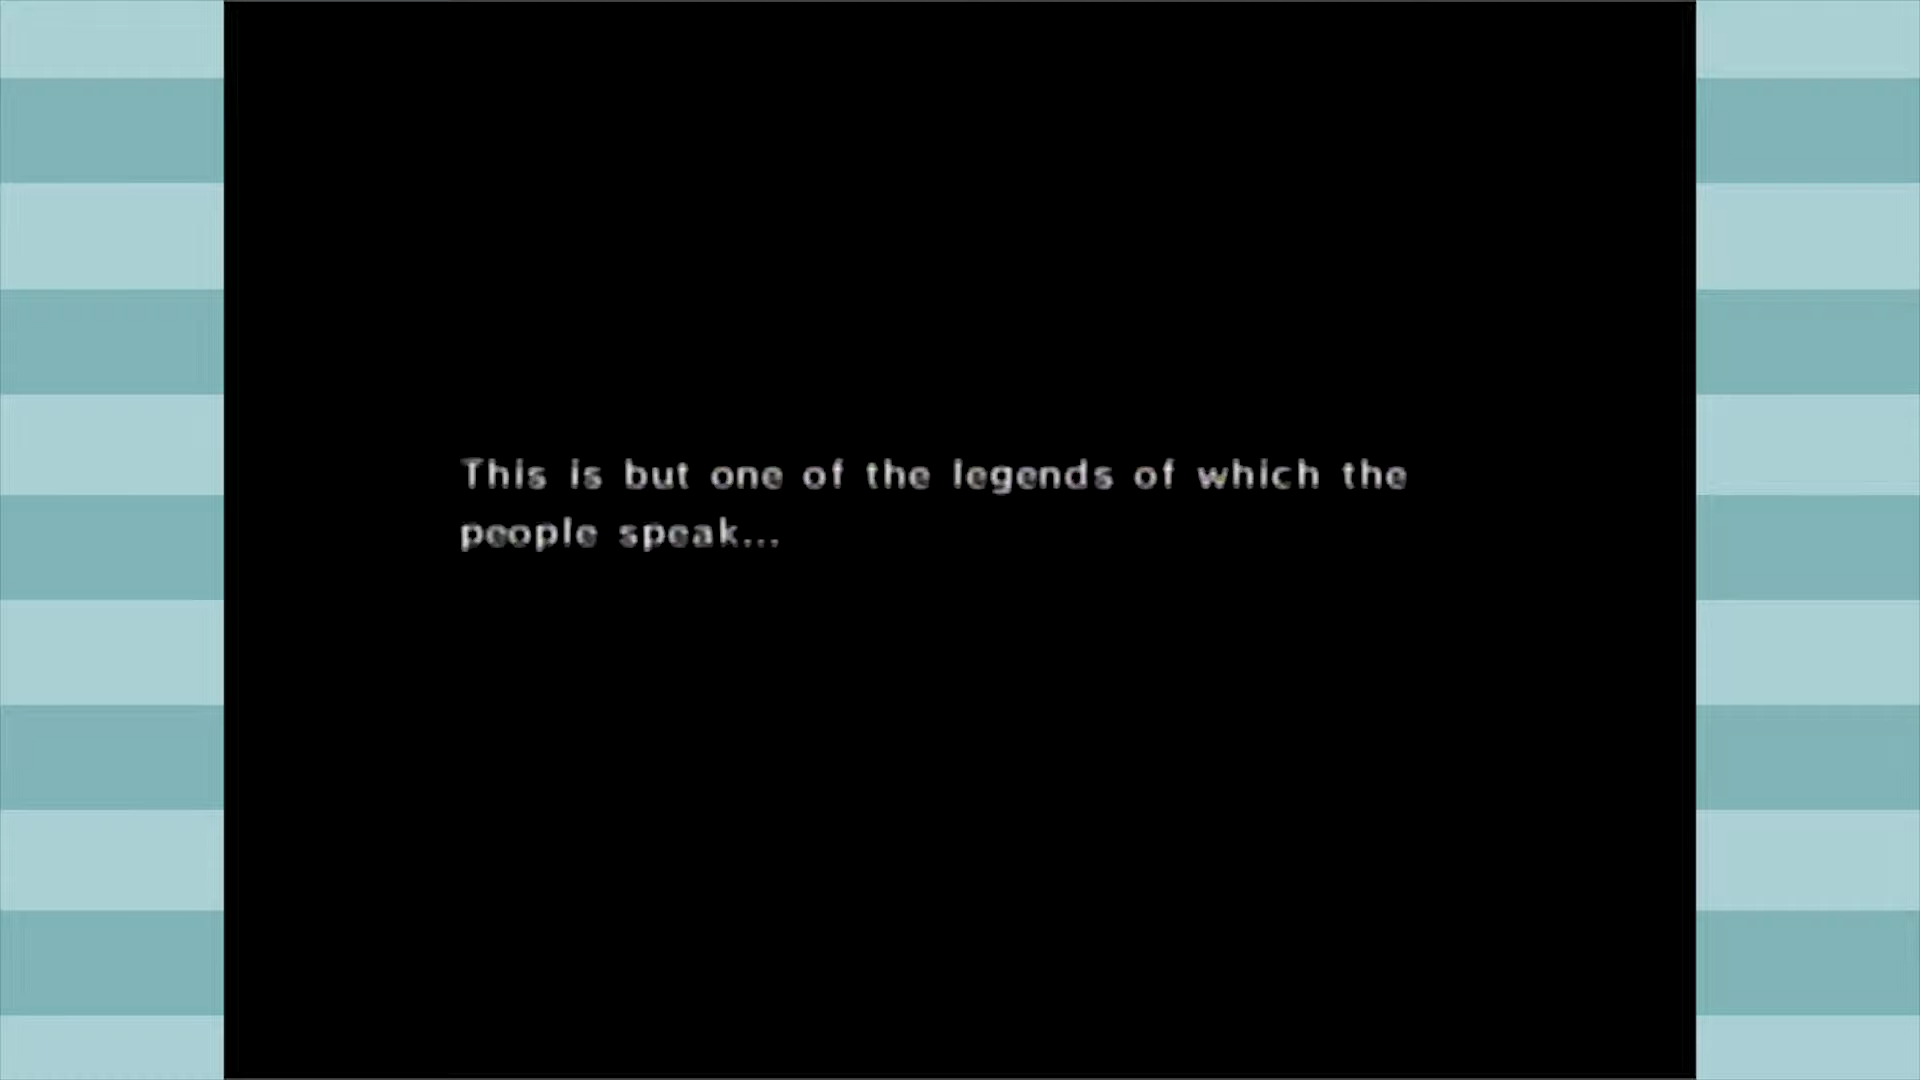 This is but one of the legends of which the
people speak...